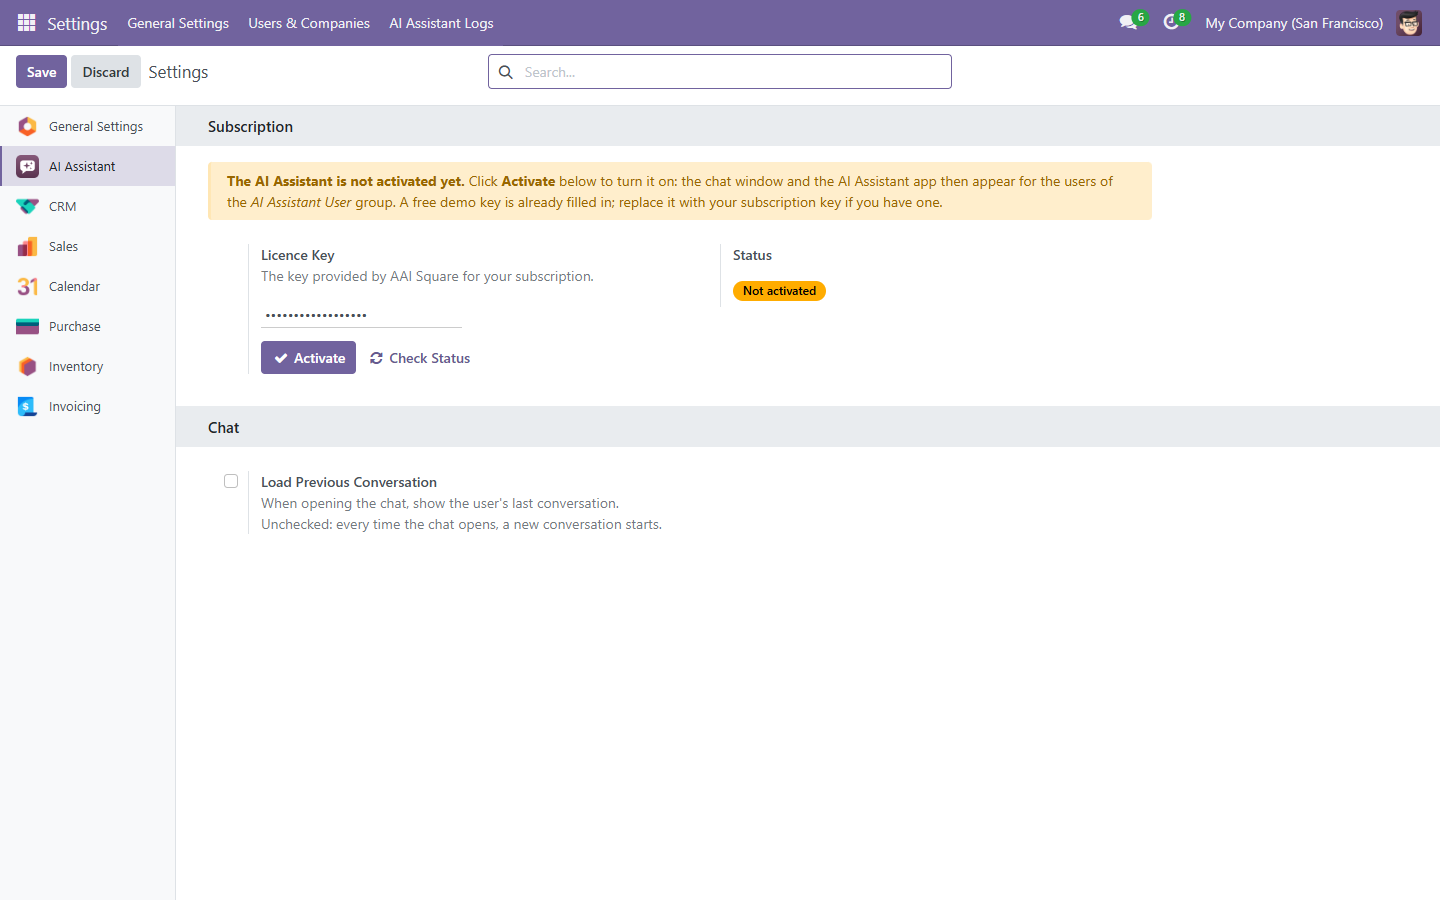 Settings General Settings Users & Companies AI Assistant Logs 6 8 My Company (San Francisco)
Save Discard Settings Search...
General Settings
AI Assistant
CRM
Sales
31 Calendar
Purchase
Inventory
$ Invoicing
Subscription
The AI Assistant is not activated yet. Click Activate below to turn it on: the chat window and the AI Assistant app then appear for the users of
the AI Assistant User group. A free demo key is already filled in; replace it with your subscription key if you have one.
Licence Key
The key provided by AAI Square for your subscription.
••••••••••••••••••
Activate Check Status
Status
Not activated
Chat
Load Previous Conversation
When opening the chat, show the user's last conversation.
Unchecked: every time the chat opens, a new conversation starts.